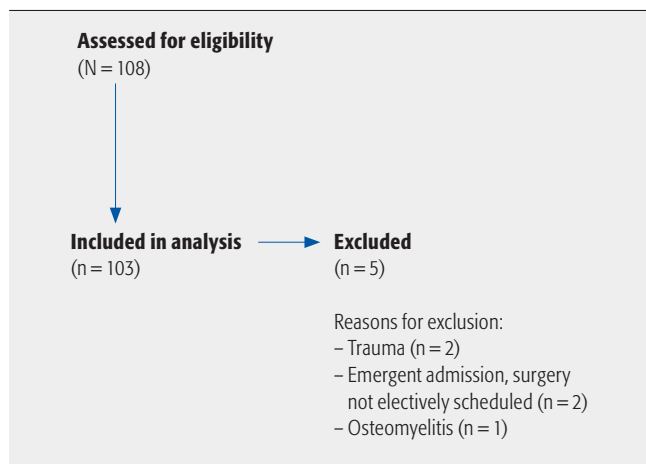 Assessed for eligibility
(N = 108)
Included in analysis
(n = 103)
Excluded
(n = 5)
Reasons for exclusion:
– Trauma (n = 2)
– Emergent admission, surgery
not electively scheduled (n = 2)
– Osteomyelitis (n = 1)